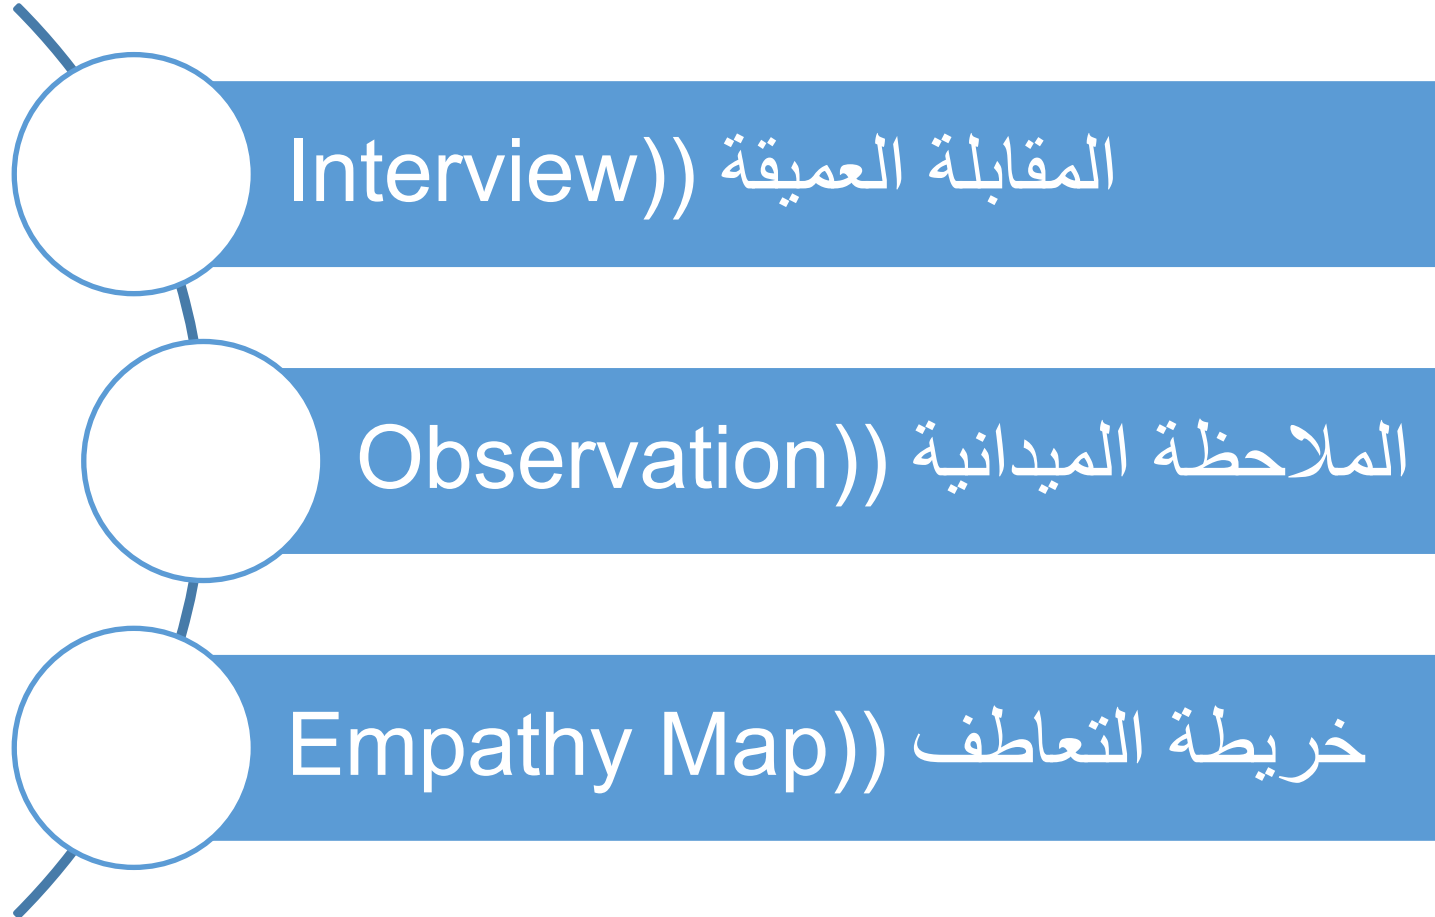 المقابلة العميقة ((Interview
الملاحظة الميدانية ((Observation
خريطة التعاطف ((Empathy Map